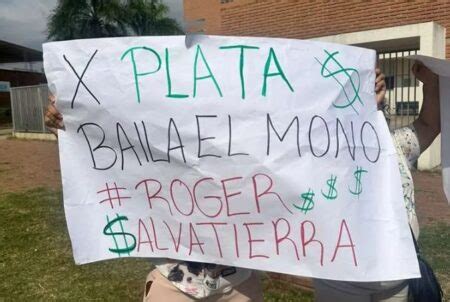 X PLATA $
BAILA EL MONO
#ROGER $ $ $
$ALVATIERRA